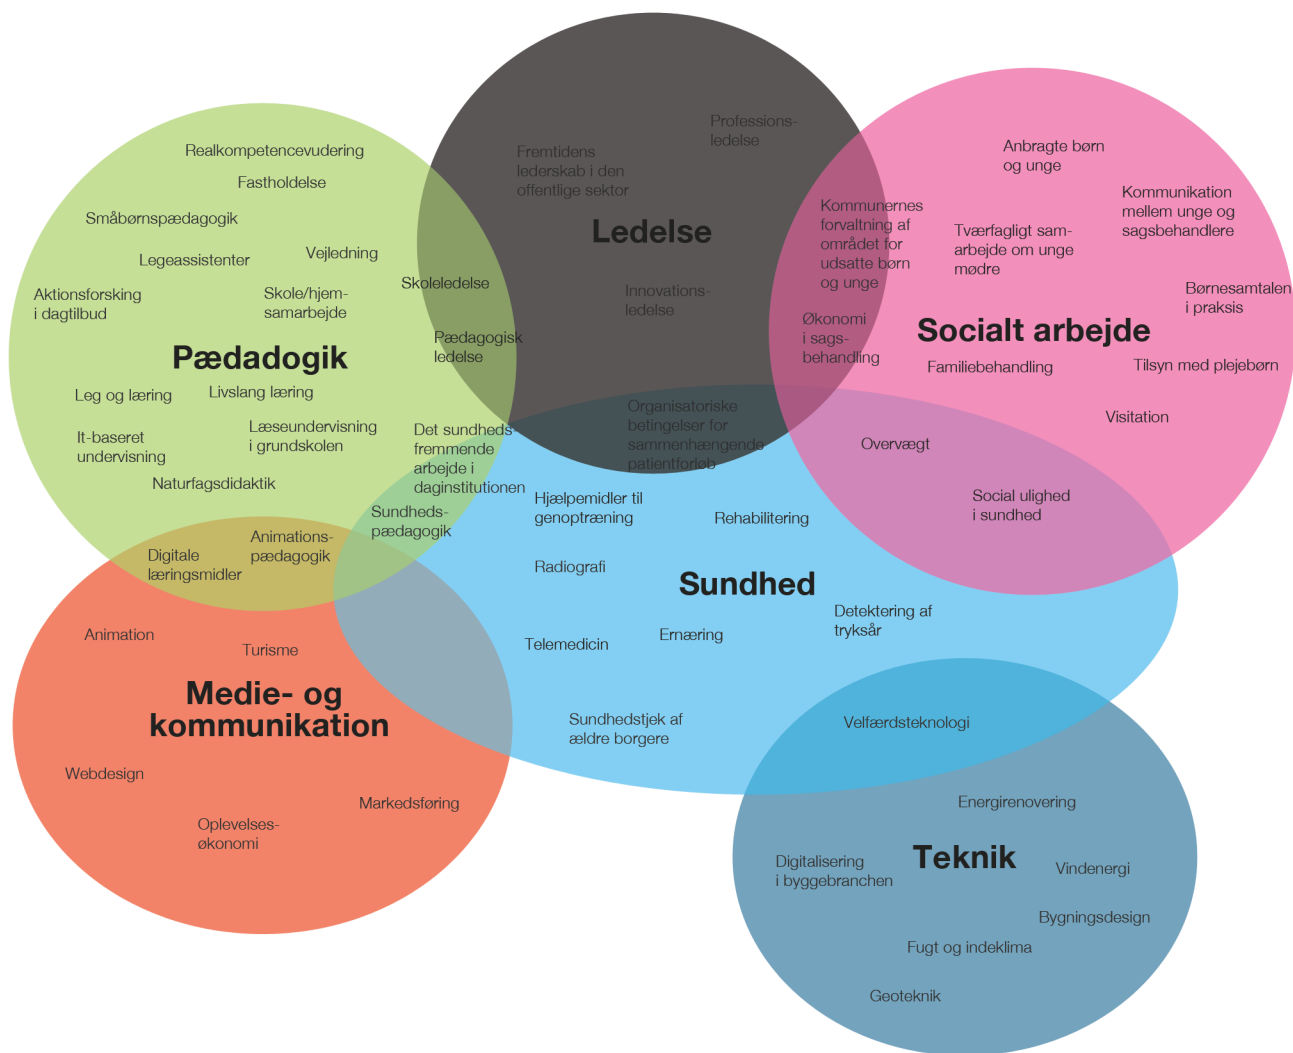 Realkompetencevudering
Fastholdelse
Småbørnspædagogik
Vejledning
Legeassistenter
Aktionsforsking
i dagtilbud
Skole/hjem-
samarbejde
Pædadogik
Leg og læring
Livslang læring
It-baseret
undervisning
Læseundervisning
i grundskolen
Naturfagsdidaktik
Skoleledelse
Pædagogisk
ledelse
Det sundheds-
fremmende
arbejde i
daginstitutionen
Sundheds-
pædagogik
Digitale
læringsmidler
Animations-
pædagogik
Professions-
ledelse
Fremtidens
lederskab i den
offentlige sektor
Ledelse
Innovations-
ledelse
Organisatoriske
betingelser for
sammenhængende
patientforløb
Kommunernes
forvaltning af
området for
udsatte børn
og unge
Økonomi
i sags-
behandling
Anbragte børn
og unge
Kommunikation
mellem unge og
sagsbehandlere
Tværfagligt sam-
arbejde om unge
mødre
Børnesamtalen
i praksis
Socialt arbejde
Familiebehandling
Tilsyn med plejebørn
Visitation
Overvægt
Social ulighed
i sundhed
Hjælpemidler til
genoptræning
Rehabilitering
Radiografi
Sundhed
Detektering af
tryksår
Ernæring
Telemedicin
Sundhedstjek af
ældre borgere
Velfærdsteknologi
Animation
Turisme
Medie- og
kommunikation
Webdesign
Markedsføring
Oplevelses-
økonomi
Energirenovering
Teknik
Digitalisering
i byggebranchen
Vindenergi
Bygningsdesign
Fugt og indeklima
Geoteknik